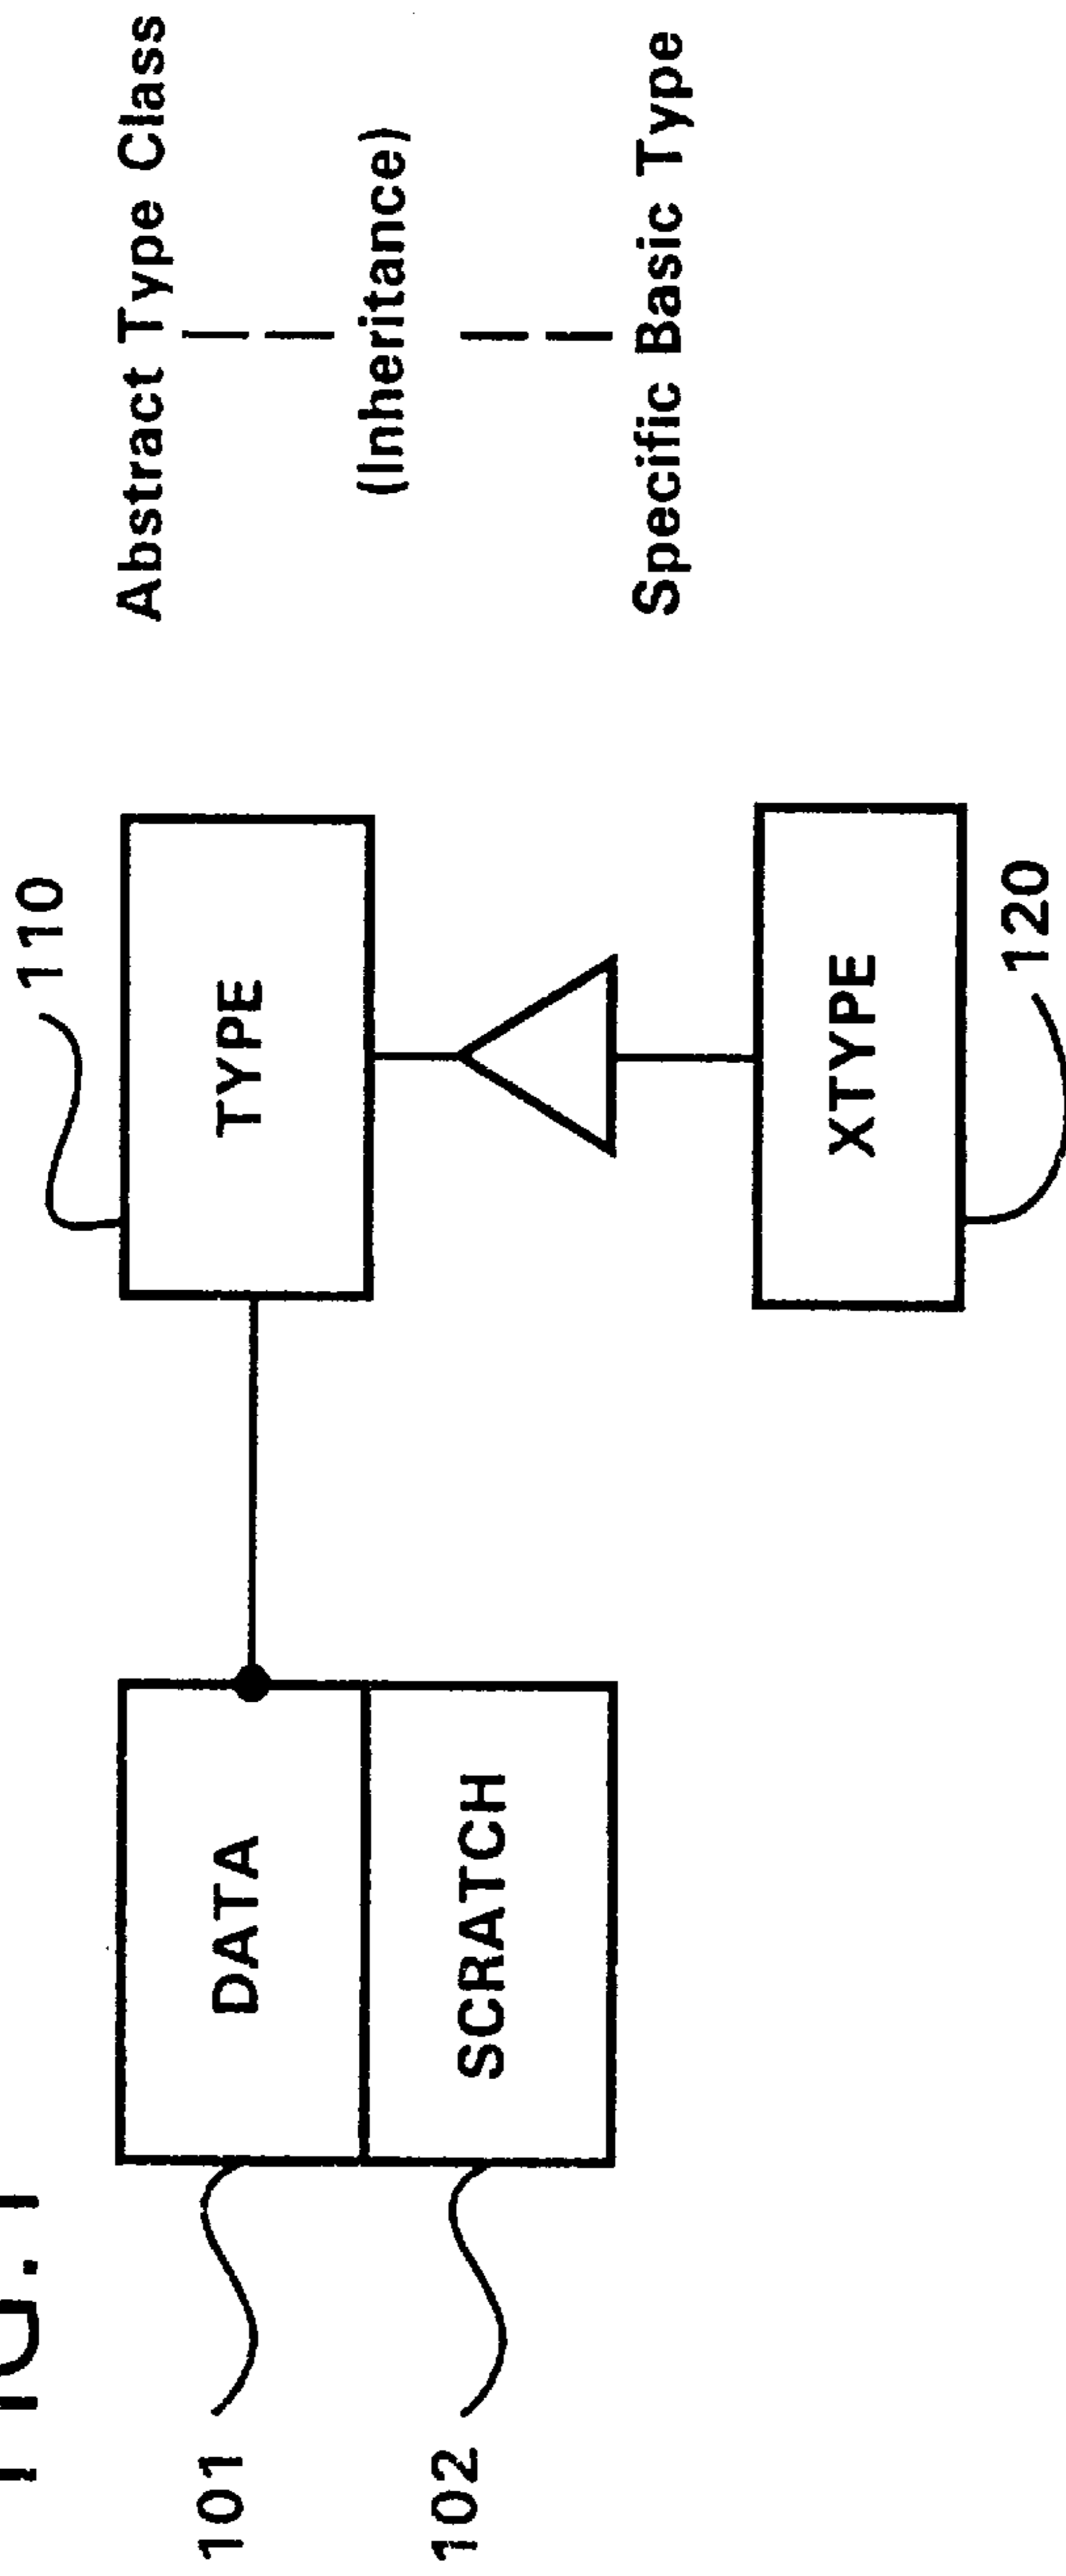 FIG.1
110
Abstract Type Class
101
DATA
TYPE
(Inheritance)
102
SCRATCH
XTYPE
Specific Basic Type
120